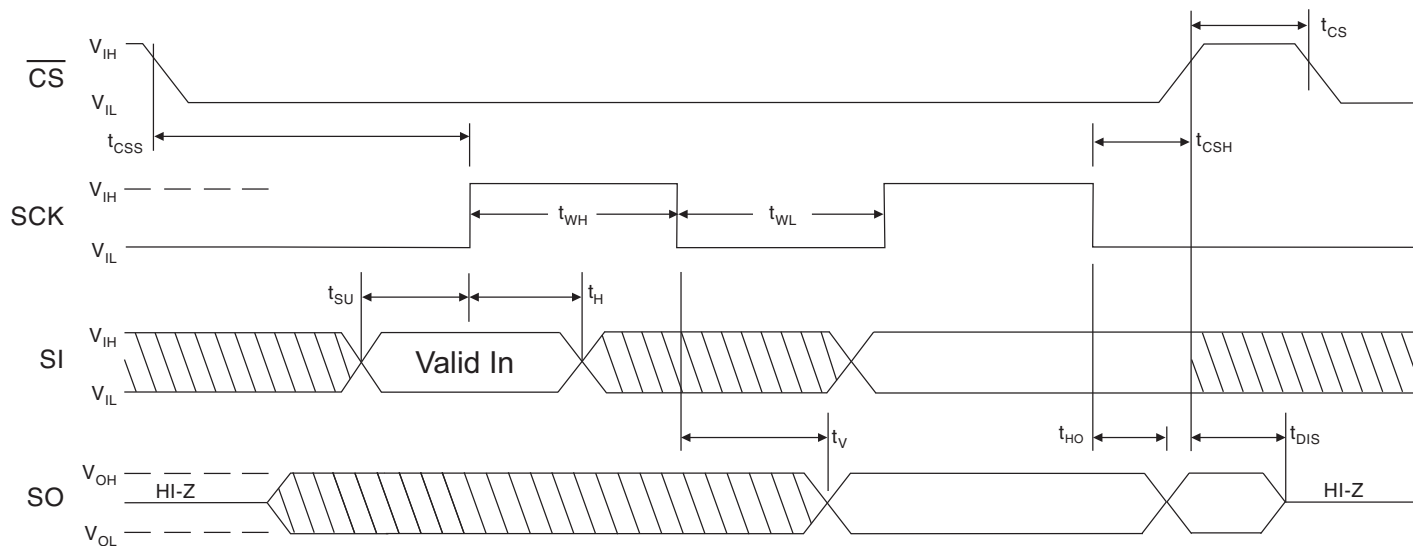 t_CS
V_IH
C̅S̅
V_IL
t_CSS
t_CSH
V_IH
SCK
t_WH
t_WL
V_IL
t_SU
t_H
V_IH
SI
Valid In
V_IL
t_V
t_HO
t_DIS
V_OH
SO
HI-Z
HI-Z
V_OL